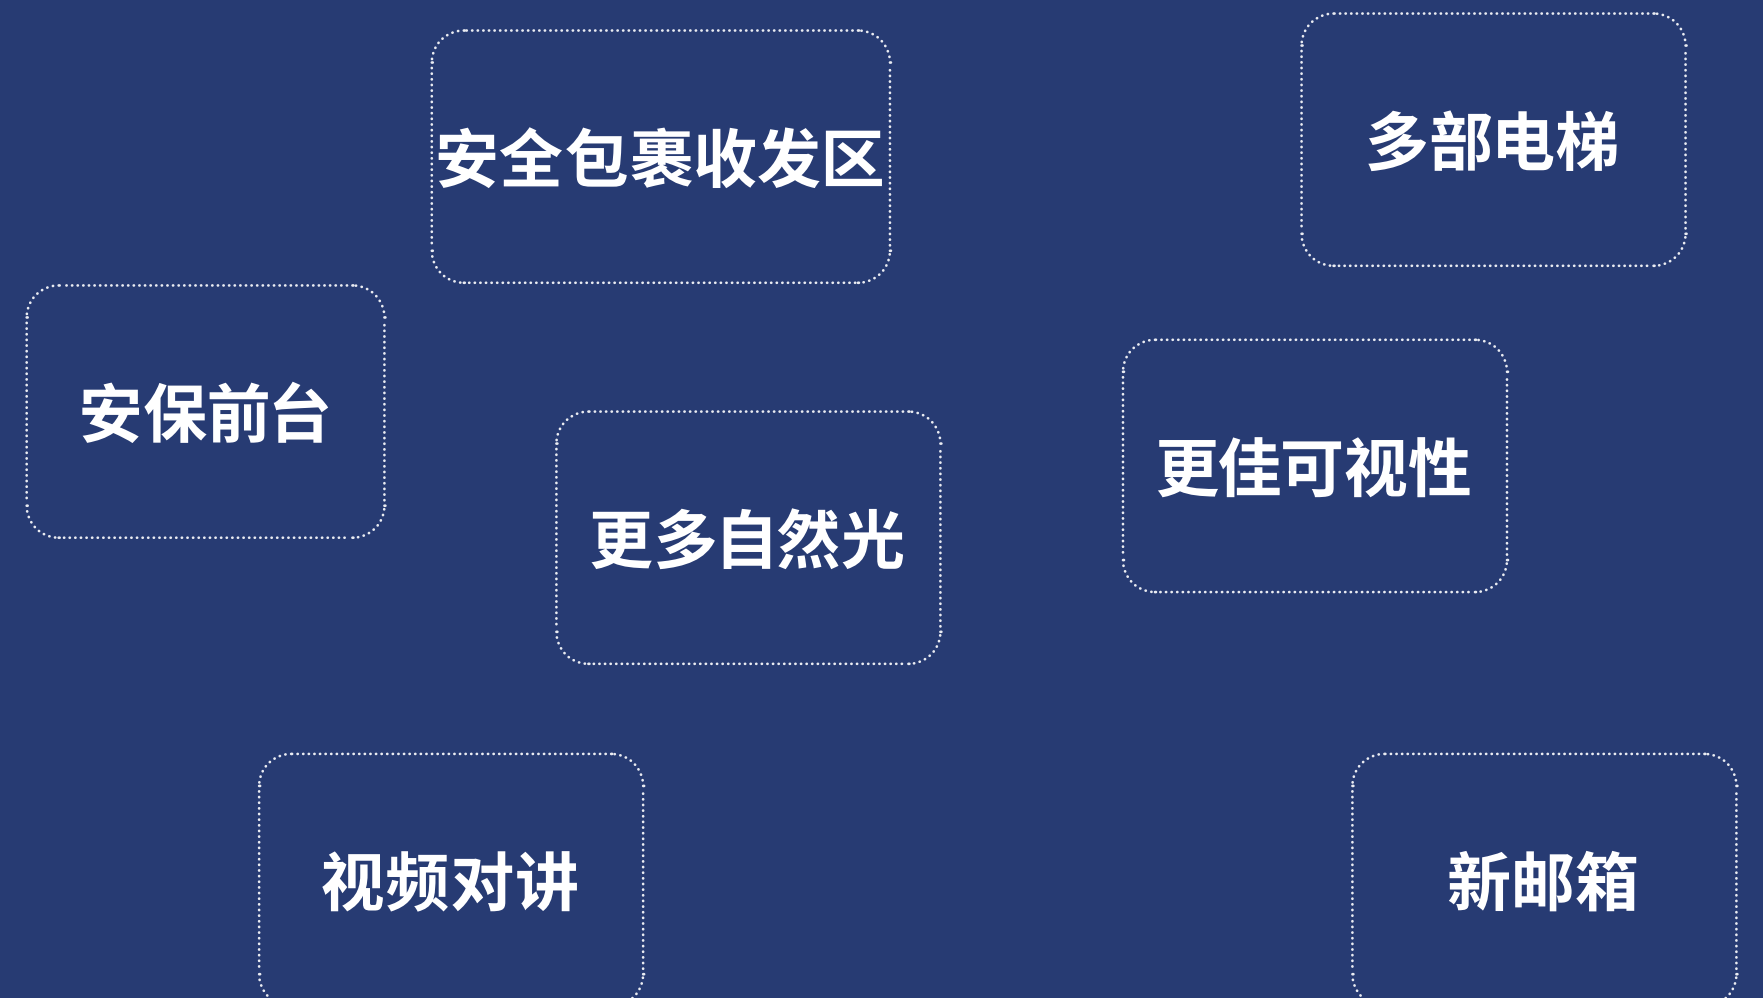 安全包裹收发区
多部电梯
安保前台
更佳可视性
更多自然光
视频对讲
新邮箱